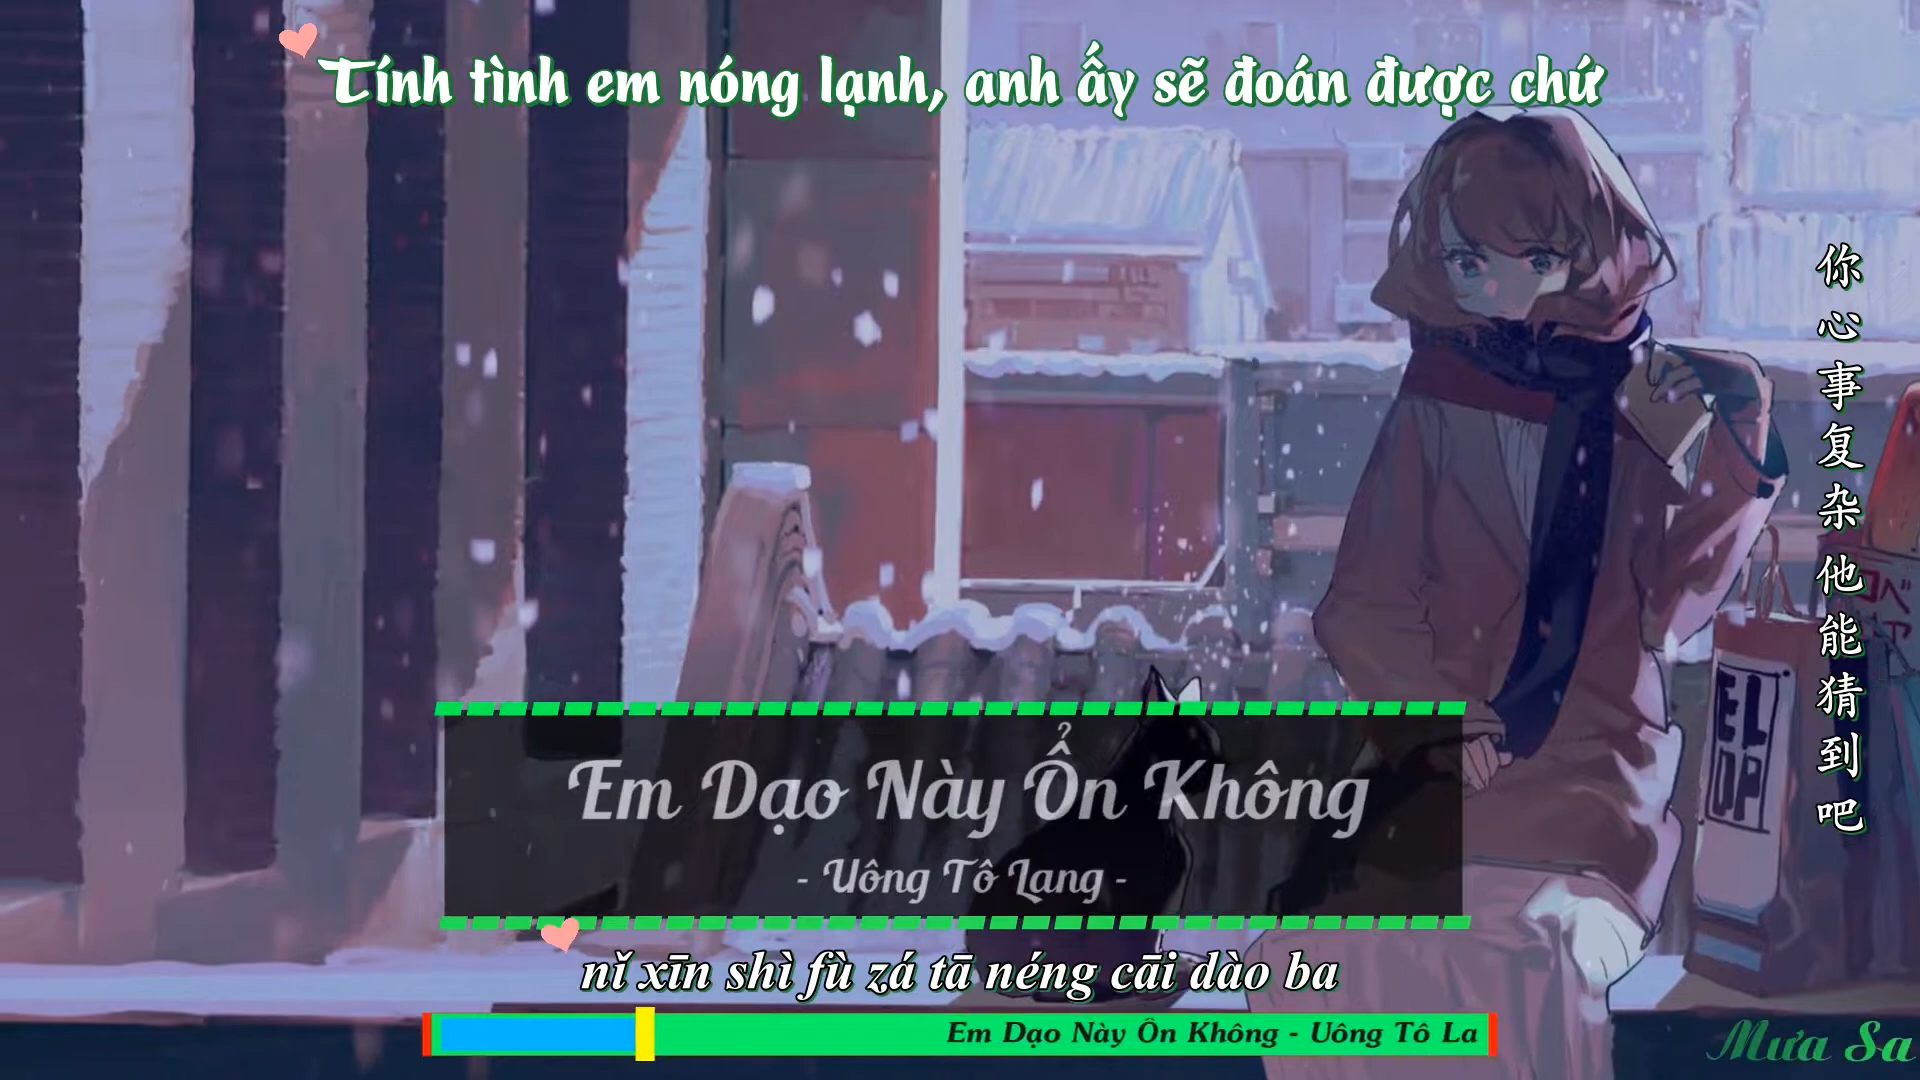 Tính tình em nóng lạnh, anh ấy sẽ đoán được chứ
你心事复杂他能猜到吧
EL
OP
Em Dạo Này Ổn Không
- Uông Tô Lang -
nǐ xīn shì fù zá tā néng cāi dào ba
Em Dạo Này Ổn Không - Uông Tô La
Mưa Sa